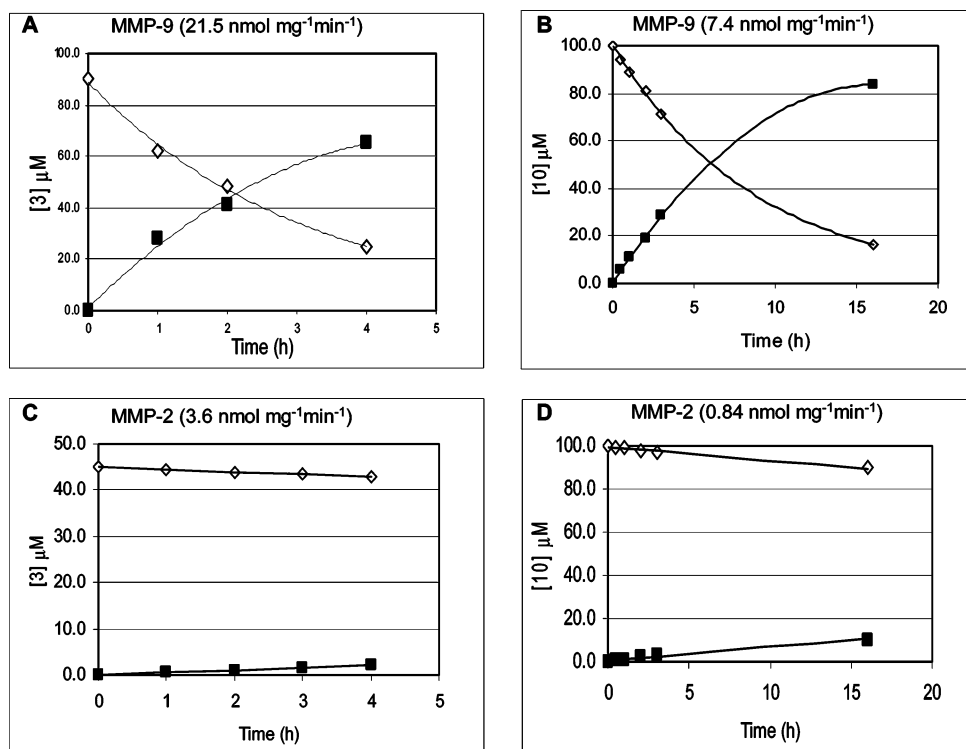 A MMP-9 (21.5 nmol mg⁻¹min⁻¹)
100.0
80.0
60.0
40.0
20.0
0.0
[3] μM
0 1 2 3 4 5
Time (h)
B MMP-9 (7.4 nmol mg⁻¹min⁻¹)
100.0
80.0
60.0
40.0
20.0
0.0
[10] μM
0 5 10 15 20
Time (h)
C MMP-2 (3.6 nmol mg⁻¹min⁻¹)
50.0
40.0
30.0
20.0
10.0
0.0
[3] μM
0 1 2 3 4 5
Time (h)
D MMP-2 (0.84 nmol mg⁻¹min⁻¹)
100.0
80.0
60.0
40.0
20.0
0.0
[10] μM
0 5 10 15 20
Time (h)